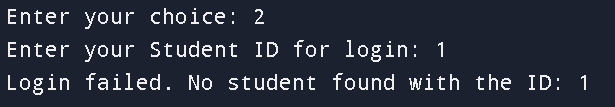 Enter your choice: 2
Enter your Student ID for login: 1
Login failed. No student found with the ID: 1